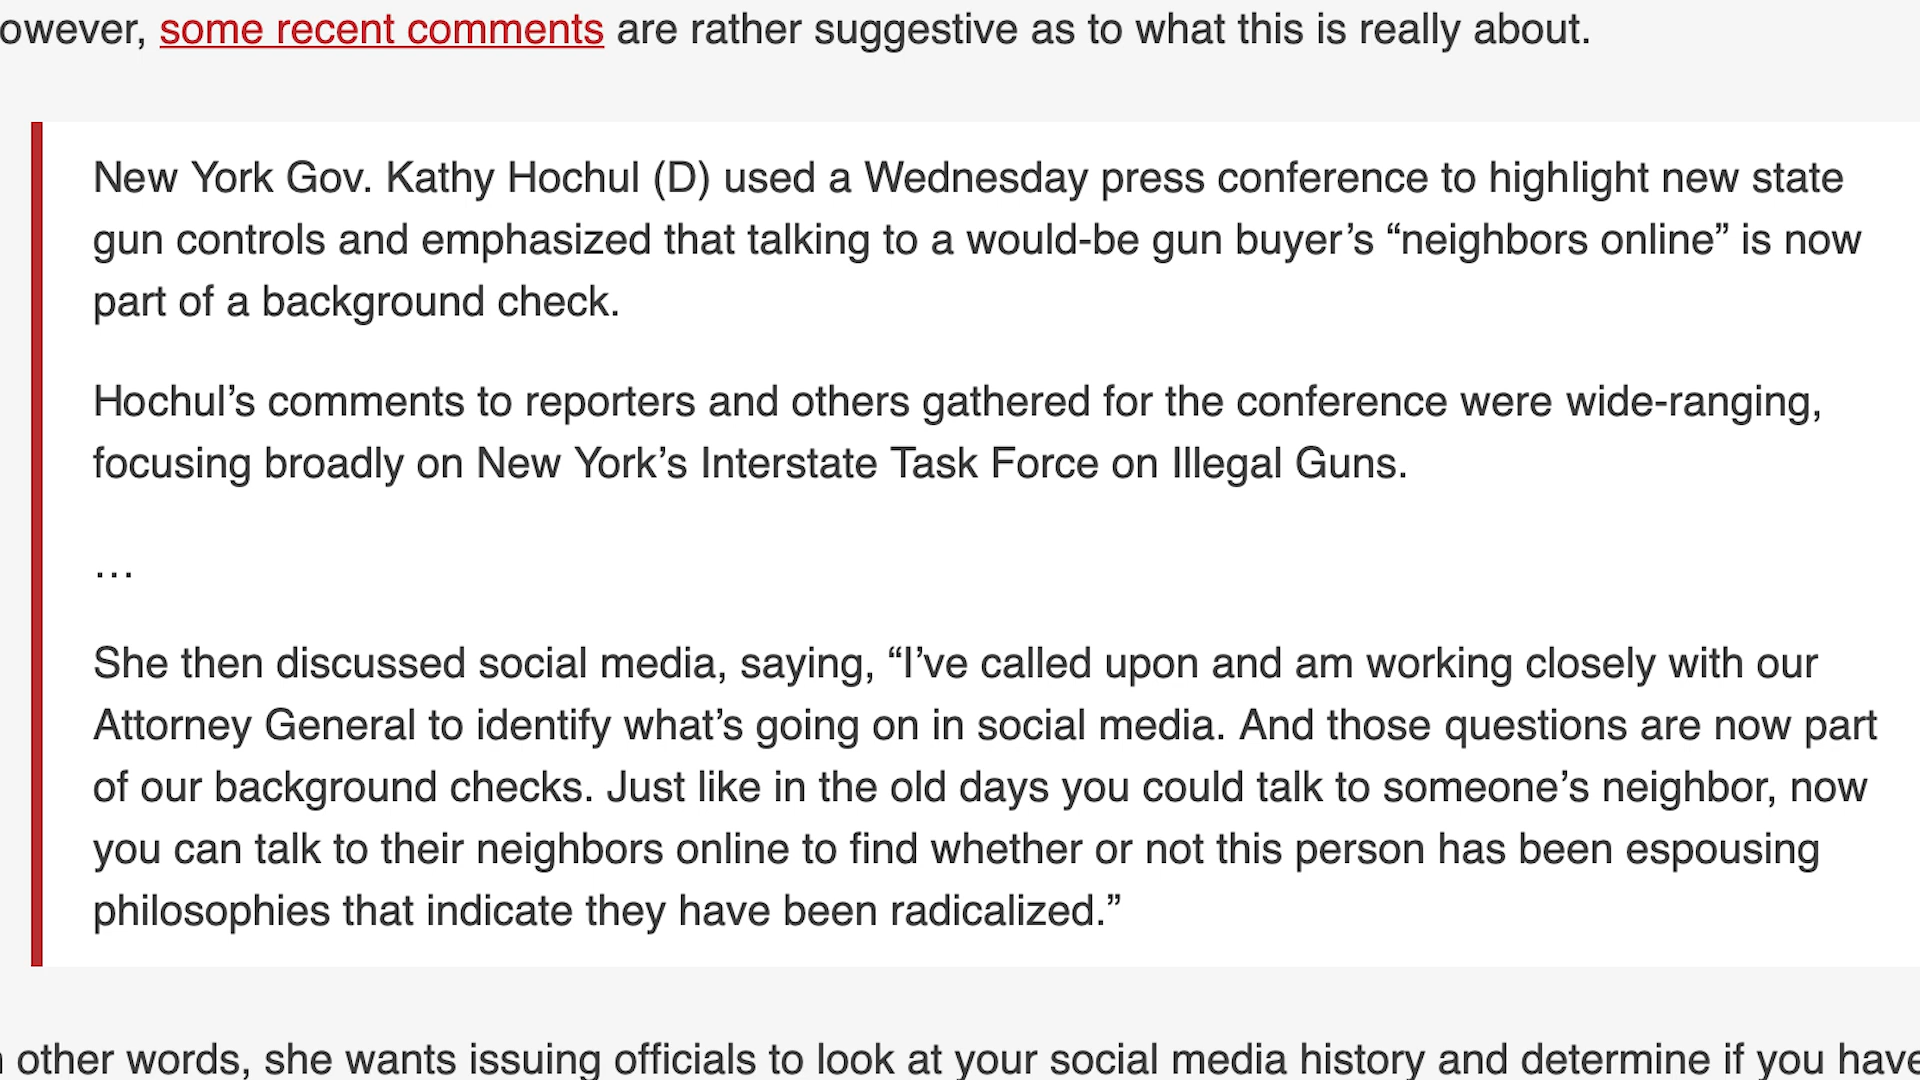 owever, some recent comments are rather suggestive as to what this is really about.
New York Gov. Kathy Hochul (D) used a Wednesday press conference to highlight new state
gun controls and emphasized that talking to a would-be gun buyer’s “neighbors online” is now
part of a background check.
Hochul’s comments to reporters and others gathered for the conference were wide-ranging,
focusing broadly on New York’s Interstate Task Force on Illegal Guns.
…
She then discussed social media, saying, “I’ve called upon and am working closely with our
Attorney General to identify what’s going on in social media. And those questions are now part
of our background checks. Just like in the old days you could talk to someone’s neighbor, now
you can talk to their neighbors online to find whether or not this person has been espousing
philosophies that indicate they have been radicalized.”
other words, she wants issuing officials to look at your social media history and determine if you have